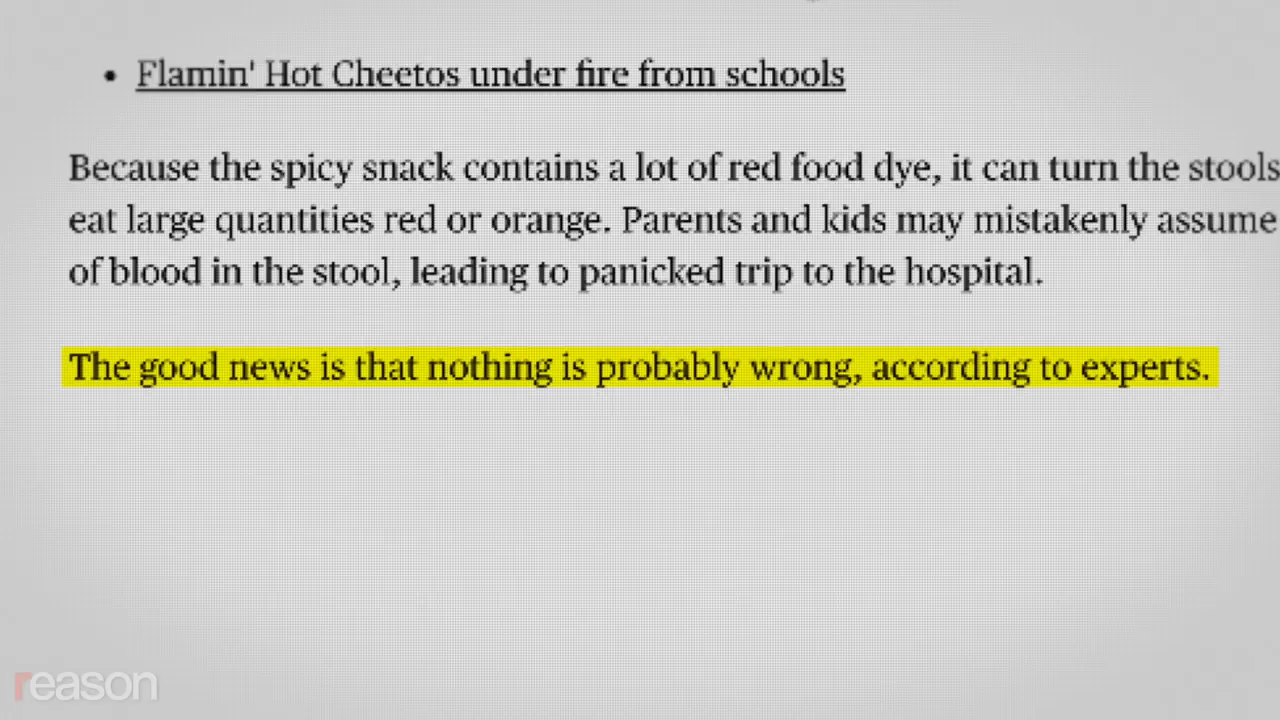 • Flamin' Hot Cheetos under fire from schools
Because the spicy snack contains a lot of red food dye, it can turn the stools
eat large quantities red or orange. Parents and kids may mistakenly assume
of blood in the stool, leading to panicked trip to the hospital.
The good news is that nothing is probably wrong, according to experts.
reason